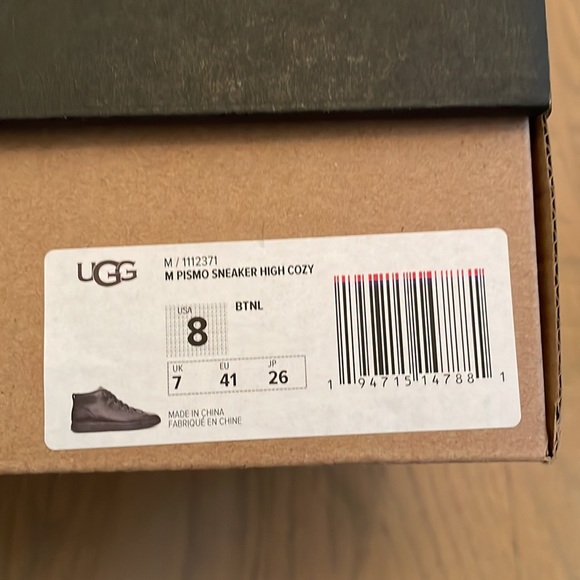 UGG
M / 1112371
M PISMO SNEAKER HIGH COZY
USA
8
BTNL
UK EU JP
7 41 26
MADE IN CHINA
FABRIQUÉ EN CHINE
1 94715 14788 1